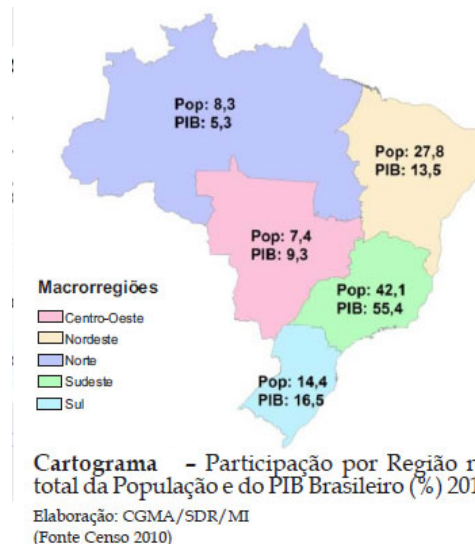 Pop: 8,3
PIB: 5,3
Pop: 27,8
PIB: 13,5
Pop: 7,4
PIB: 9,3
Pop: 42,1
PIB: 55,4
Pop: 14,4
PIB: 16,5
Macrorregiões
Centro-Oeste
Nordeste
Norte
Sudeste
Sul
Cartograma – Participação por Região
total da População e do PIB Brasileiro (%)
Elaboração: CGMA/SDR/MI
(Fonte Censo 2010)